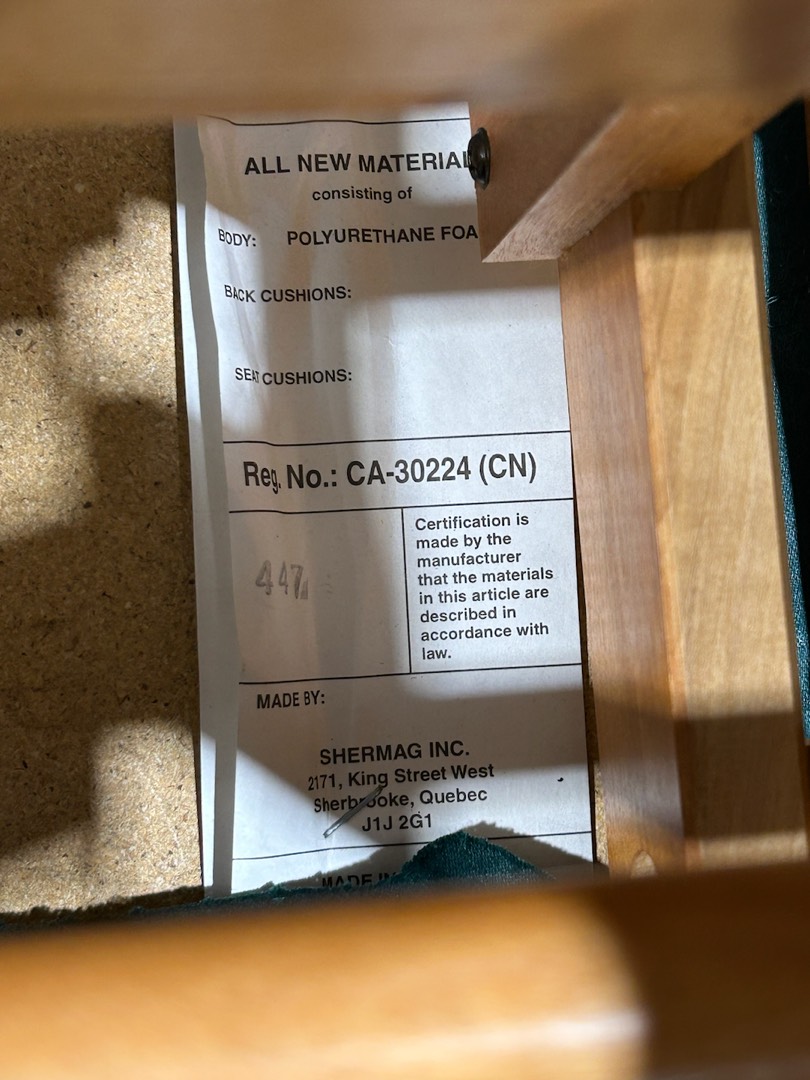 ALL NEW MATERIAL
consisting of
BODY: POLYURETHANE FOA
BACK CUSHIONS:
SEAT CUSHIONS:
Reg. No.: CA-30224 (CN)
447
Certification is
made by the
manufacturer
that the materials
in this article are
described in
accordance with
law.
MADE BY:
SHERMAG INC.
2171, King Street West
Sherbrooke, Quebec
J1J 2G1
MADE IN